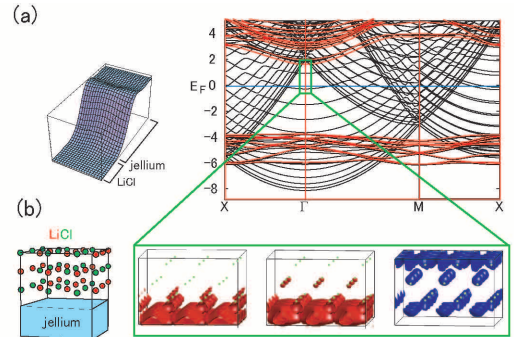 (a)
4
2
E_F 0
-2
-4
-6
-8
X Γ M X
jellium
LiCl
(b)
LiCl
jellium